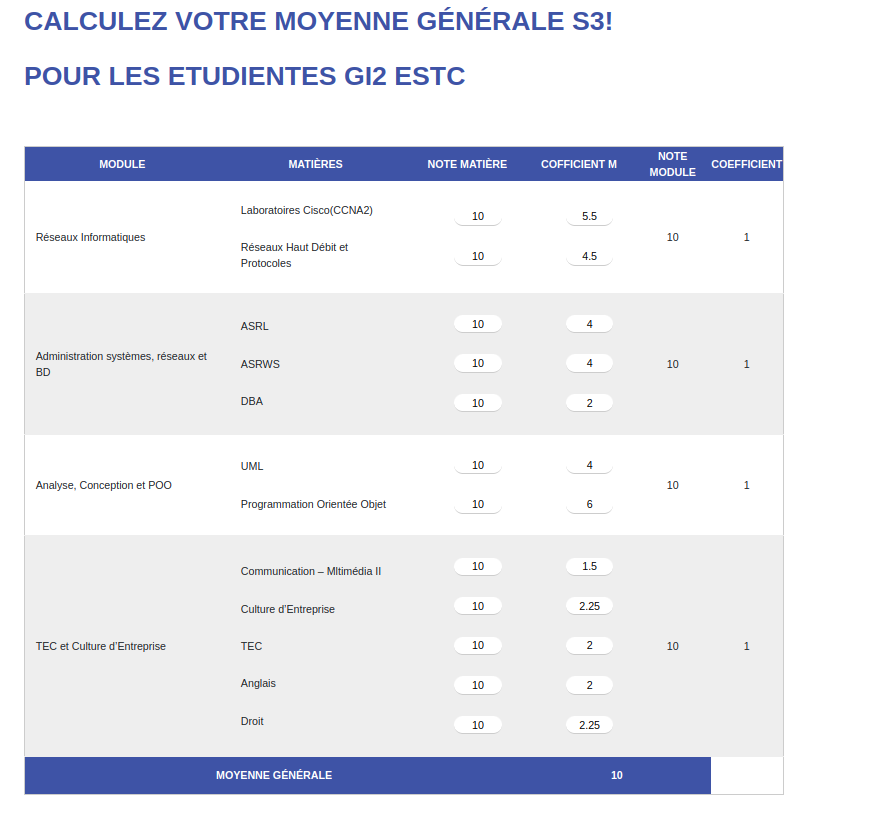 CALCULEZ VOTRE MOYENNE GÉNÉRALE S3!
POUR LES ETUDIENTES GI2 ESTC
MODULE MATIÈRES NOTE MATIÈRE COFFICIENT M NOTE MODULE COEFFICIENT
Réseaux Informatiques
Laboratoires Cisco(CCNA2) 10 5.5
Réseaux Haut Débit et Protocoles 10 4.5
10 1
Administration systèmes, réseaux et BD
ASRL 10 4
ASRWS 10 4
DBA 10 2
10 1
Analyse, Conception et POO
UML 10 4
Programmation Orientée Objet 10 6
10 1
TEC et Culture d'Entreprise
Communication – Mltimédia II 10 1.5
Culture d'Entreprise 10 2.25
TEC 10 2
Anglais 10 2
Droit 10 2.25
10 1
MOYENNE GÉNÉRALE 10